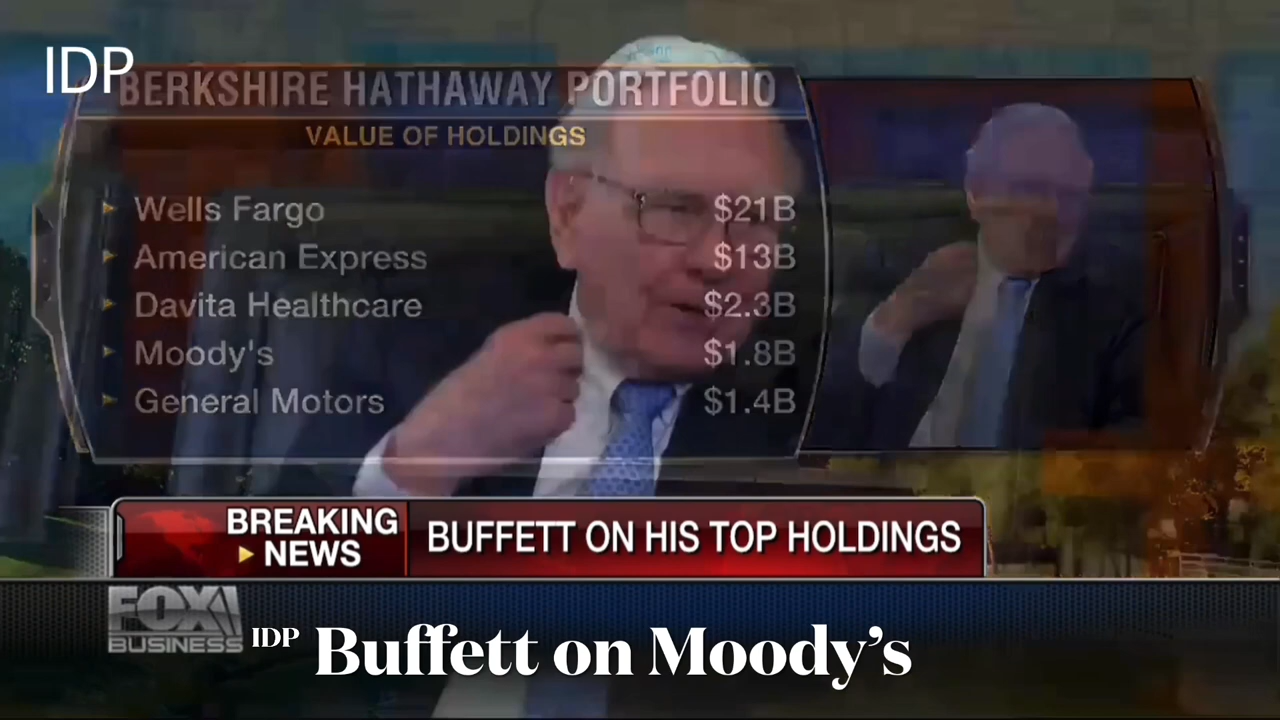 IDP
BERKSHIRE HATHAWAY PORTFOLIO
VALUE OF HOLDINGS
Wells Fargo $21B
American Express $13B
Davita Healthcare $2.3B
Moody's $1.8B
General Motors $1.4B
BREAKING NEWS
BUFFETT ON HIS TOP HOLDINGS
FOX
BUSINESS
IDP Buffett on Moody’s